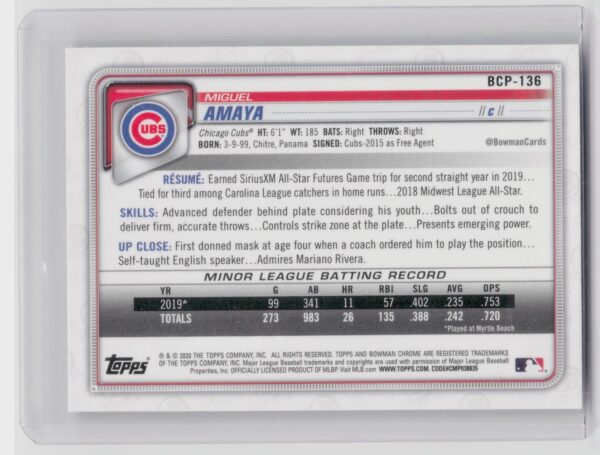 BCP-136
MIGUEL
AMAYA
// C //
CUBS
Chicago Cubs® HT: 6'1" WT: 185 BATS: Right THROWS: Right
BORN: 3-9-99, Chitre, Panama SIGNED: Cubs-2015 as Free Agent
@BowmanCards
RÉSUMÉ: Earned SiriusXM All-Star Futures Game trip for second straight year in 2019...
Tied for third among Carolina League catchers in home runs...2018 Midwest League All-Star.
SKILLS: Advanced defender behind plate considering his youth...Bolts out of crouch to
deliver firm, accurate throws...Controls strike zone at the plate...Presents emerging power.
UP CLOSE: First donned mask at age four when a coach ordered him to play the position...
Self-taught English speaker...Admires Mariano Rivera.
MINOR LEAGUE BATTING RECORD
YR G AB HR RBI SLG AVG OPS
2019* 99 341 11 57 .402 .235 .753
TOTALS 273 983 26 135 .388 .242 .720
*Played at Myrtle Beach
Topps
® & © 2020 THE TOPPS COMPANY, INC. ALL RIGHTS RESERVED. TOPPS AND BOWMAN CHROME ARE REGISTERED TRADEMARKS
OF THE TOPPS COMPANY, INC. Major League Baseball trademarks and copyrights are used with permission of Major League Baseball
Properties, Inc. OFFICIALLY LICENSED PRODUCT OF MLBP. Visit MLB.com WWW.TOPPS.COM. CODE#CMP038835